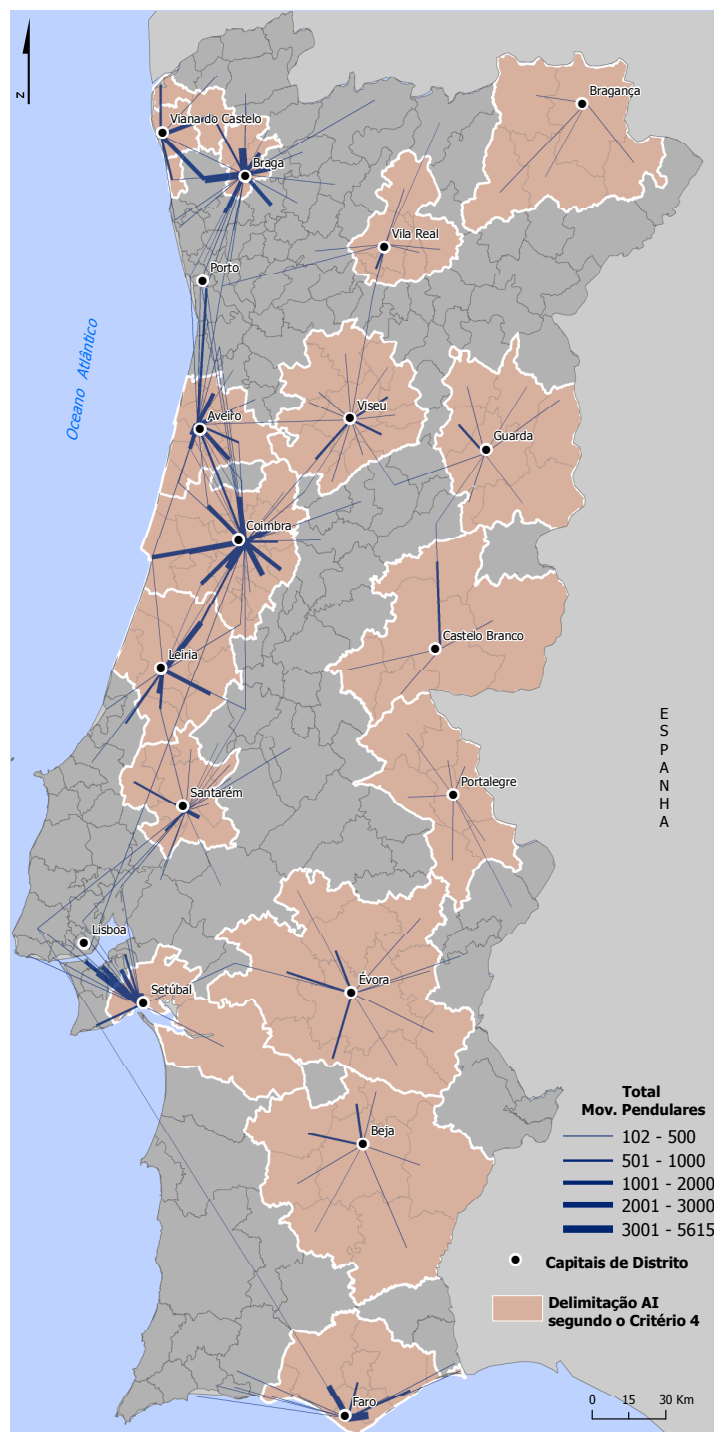 N
Bragança
Viana do Castelo
Braga
Vila Real
Porto
Oceano Atlântico
Aveiro
Viseu
Guarda
Coimbra
Castelo Branco
Leiria
ESPANHA
Portalegre
Santarém
Lisboa
Évora
Setúbal
Beja
Faro
Total
Mov. Pendulares
102 - 500
501 - 1000
1001 - 2000
2001 - 3000
3001 - 5615
Capitais de Distrito
Delimitação AI
segundo o Critério 4
0 15 30 Km